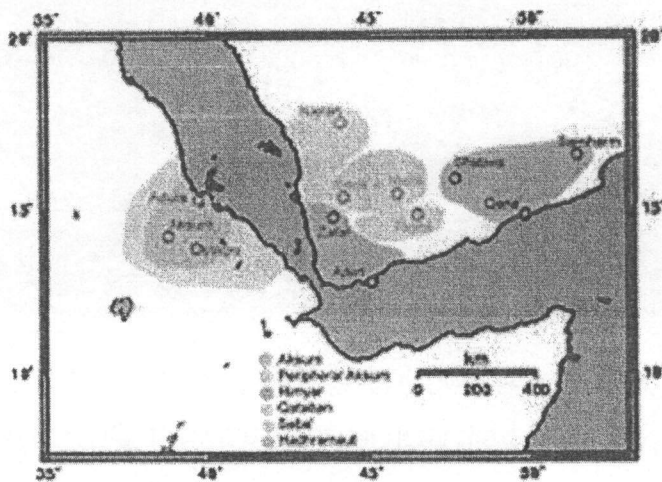 35° 40° 45° 50°
20° 20°
Najran
Shabwa
Adulis
15° Qana 15°
Aksum
Zafar
Aden
km
Aksum
0 200 400
Peripheral Aksum
10° 10°
Himyar
Qataban
Saba'
Hadhramaut
35° 40° 45° 50°